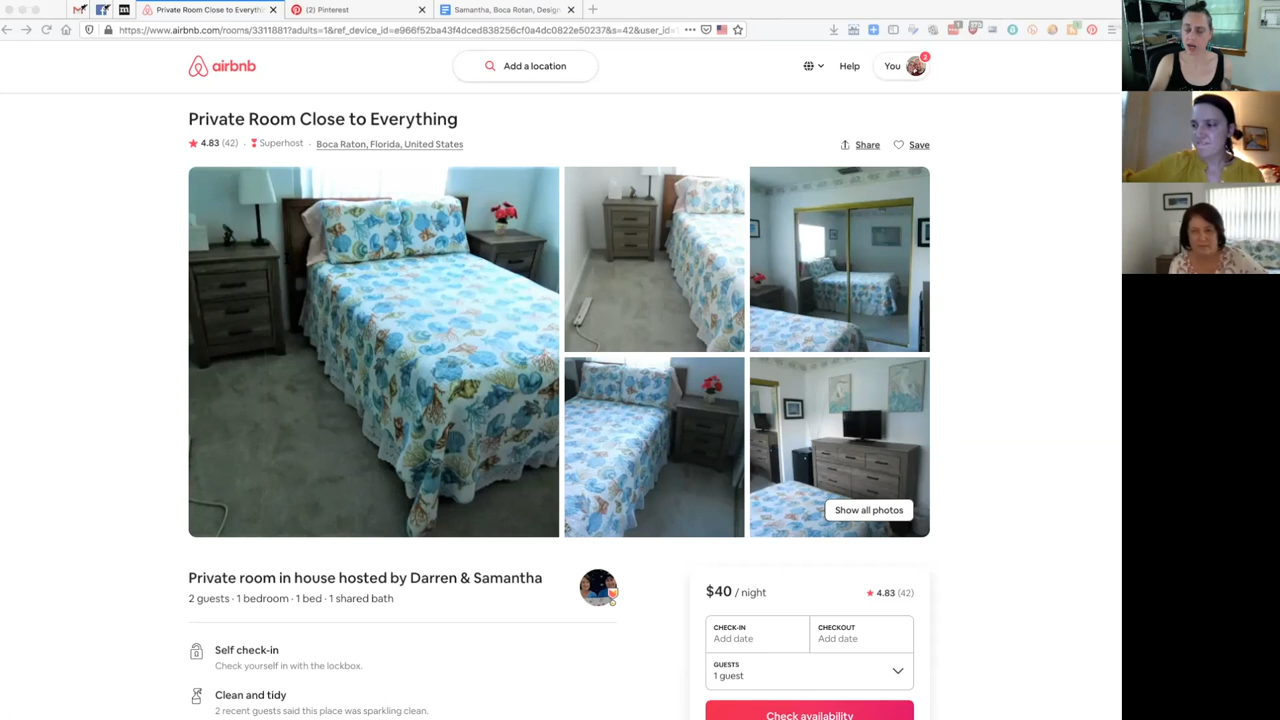 Private Room Close to Everythi
(2) Pinterest
Samantha, Boca Rotan, Design
https://www.airbnb.com/rooms/3311881?adults=1&ref_device_id=e966f52ba43f4dced838256cf0a4dc0822e50237&s=42&user_id=
airbnb
Add a location
Help
You
2
Private Room Close to Everything
4.83 (42) · Superhost · Boca Raton, Florida, United States
Share
Save
Show all photos
Private room in house hosted by Darren & Samantha
2 guests · 1 bedroom · 1 bed · 1 shared bath
Self check-in
Check yourself in with the lockbox.
Clean and tidy
2 recent guests said this place was sparkling clean.
$40 / night
4.83 (42)
CHECK-IN
Add date
CHECKOUT
Add date
GUESTS
1 guest
Check availability